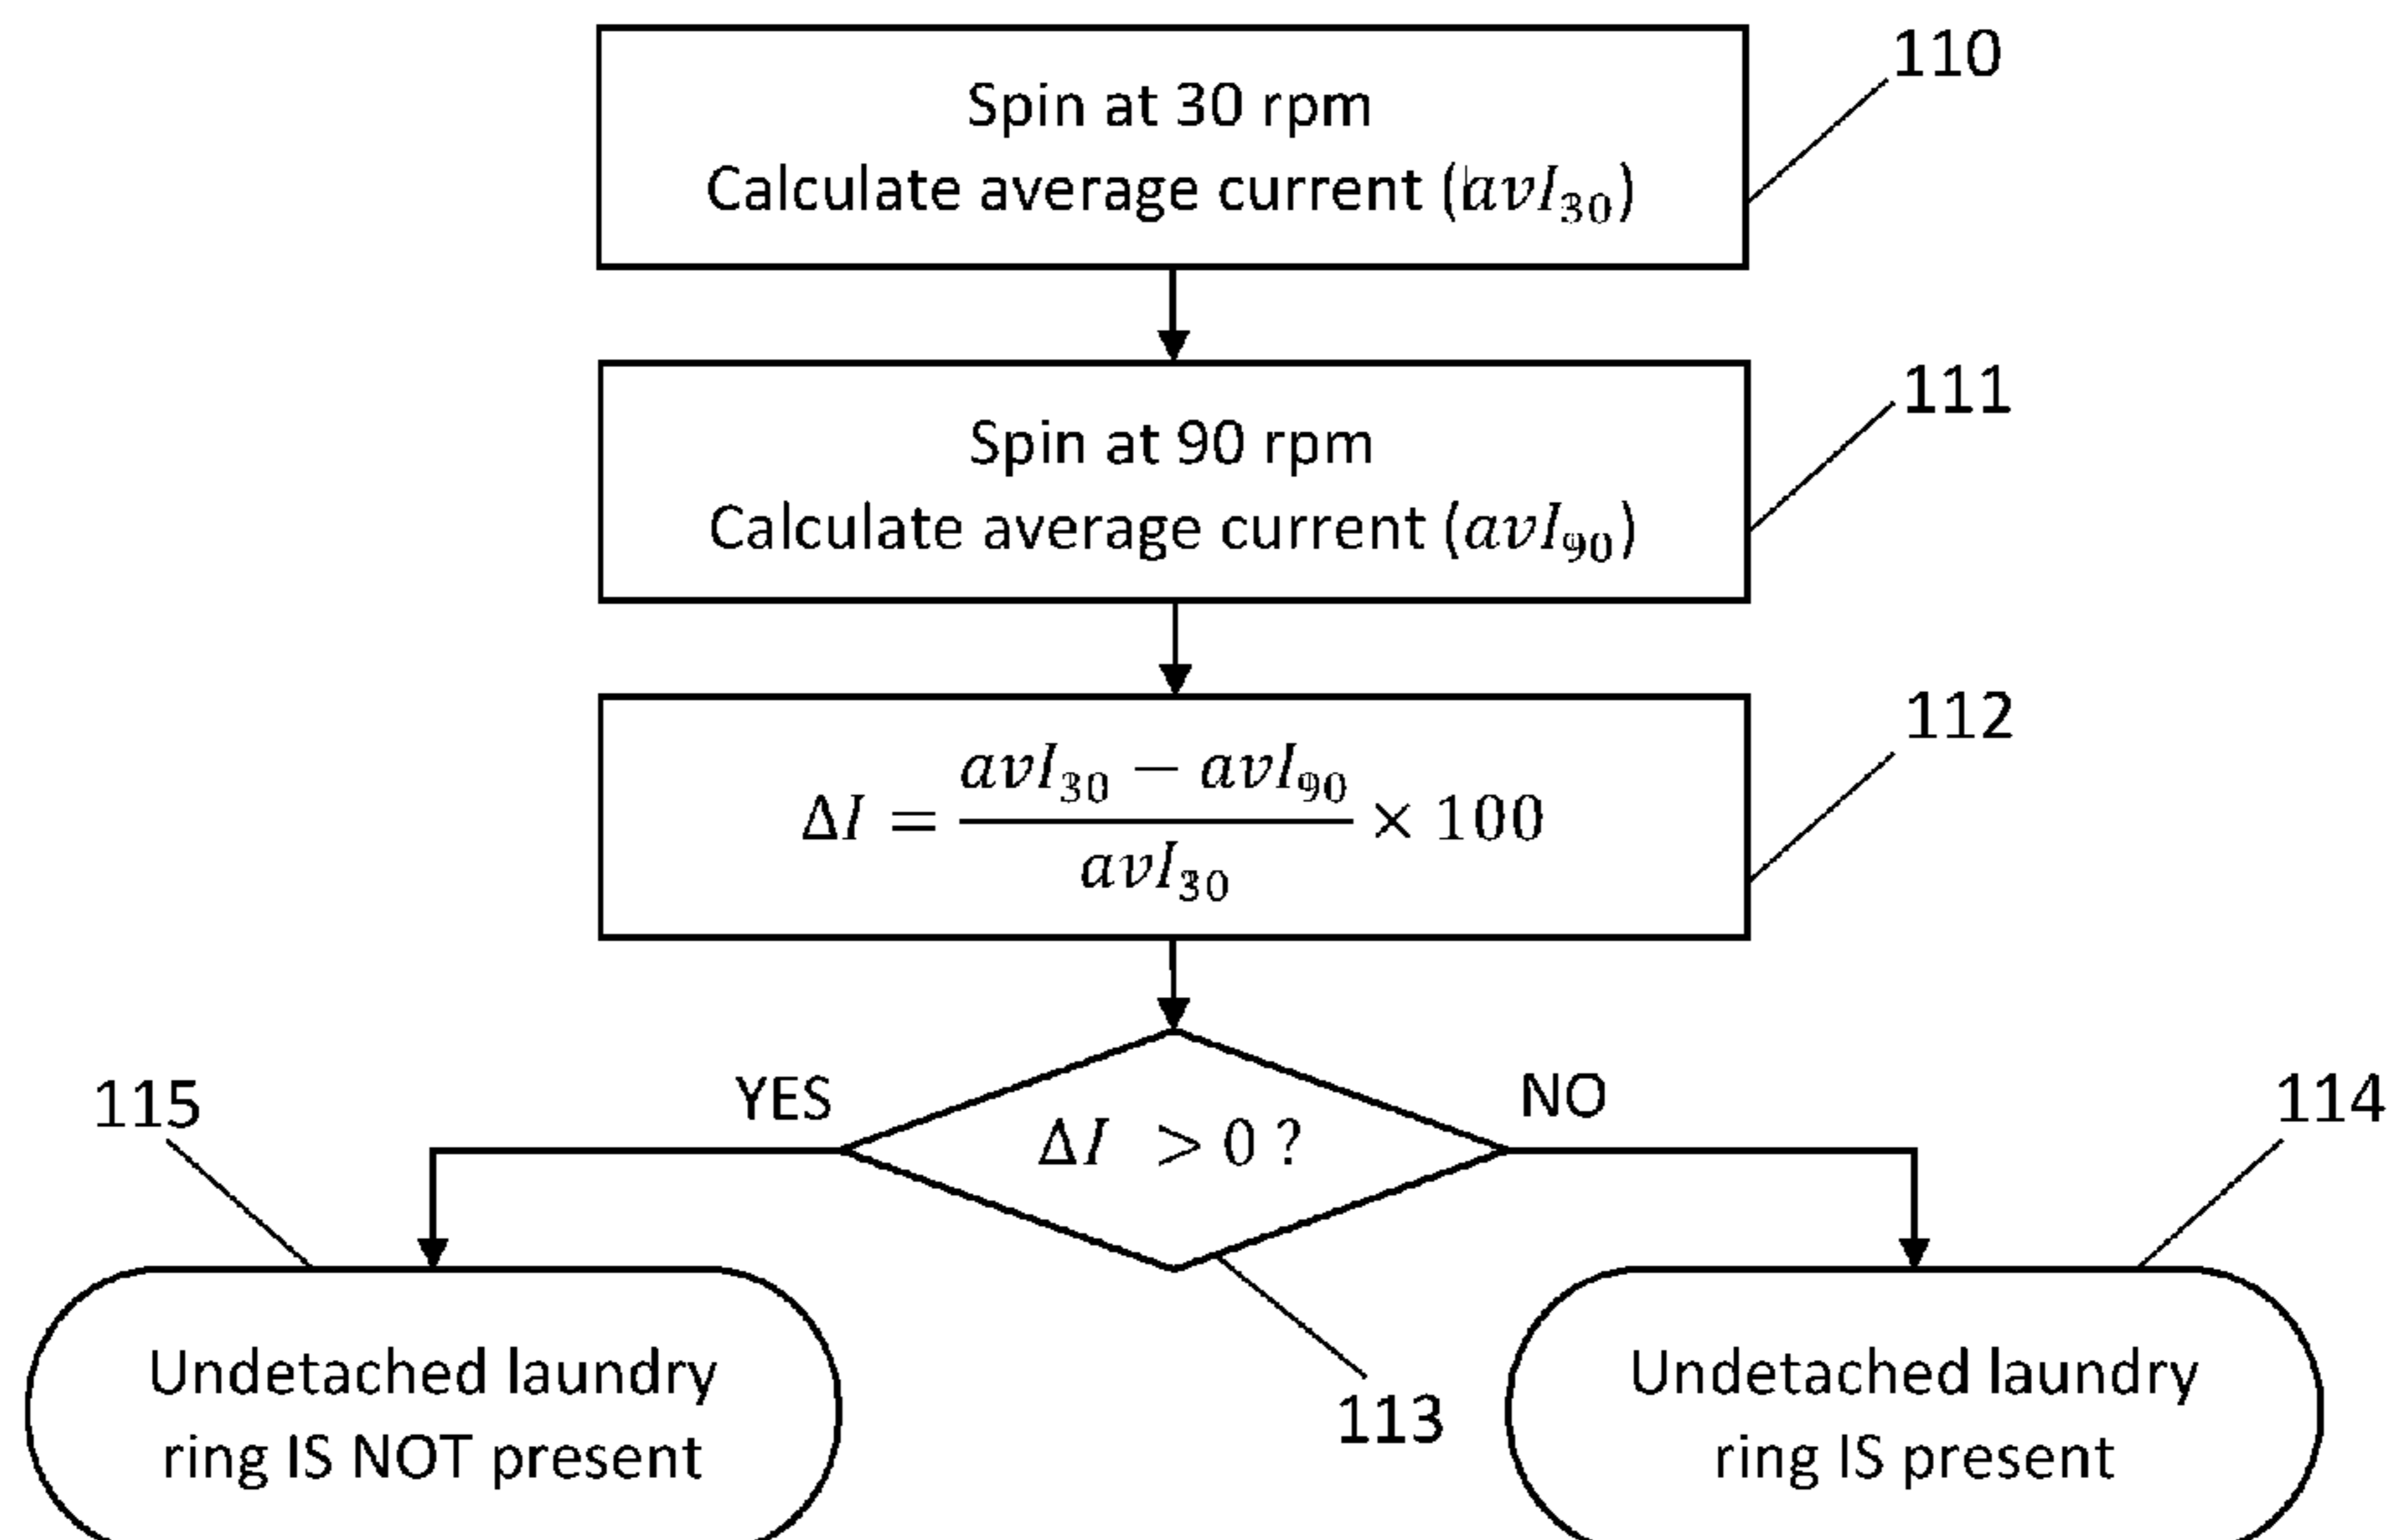 110
Spin at 30 rpm
Calculate average current (avI₃₀)
111
Spin at 90 rpm
Calculate average current (avI₉₀)
112
ΔI = (avI₃₀ − avI₉₀) / avI₃₀ × 100
115
YES
ΔI > 0 ?
NO
114
Undetached laundry
ring IS NOT present
113
Undetached laundry
ring IS present